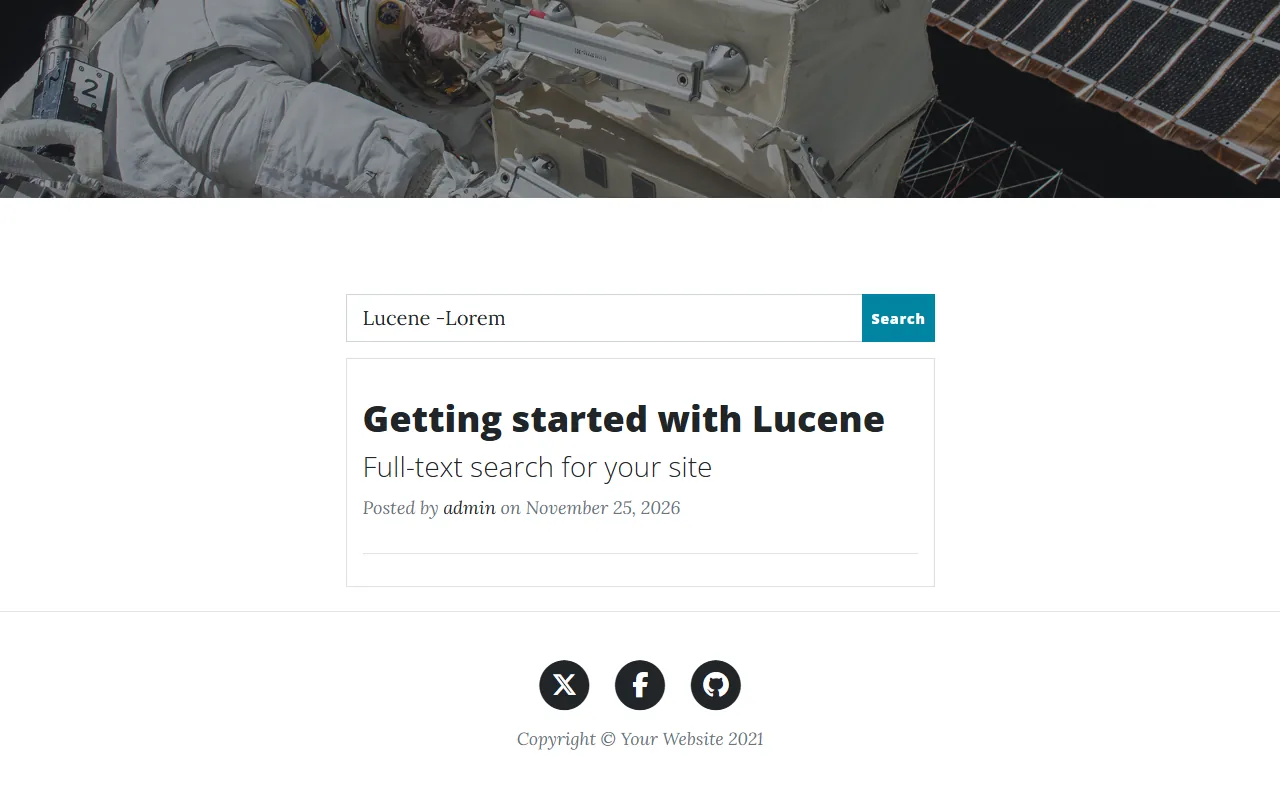 2
Lucene -Lorem
Search
Getting started with Lucene
Full-text search for your site
Posted by admin on November 25, 2026
Copyright © Your Website 2021